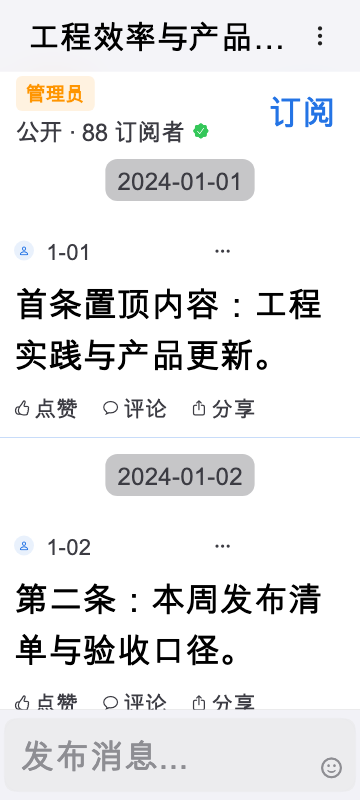 工程效率与产品...
管理员
公开 · 88 订阅者
订阅
2024-01-01
1-01
首条置顶内容：工程
实践与产品更新。
点赞 评论 分享
2024-01-02
1-02
第二条：本周发布清
单与验收口径。
点赞 评论 分享
发布消息...